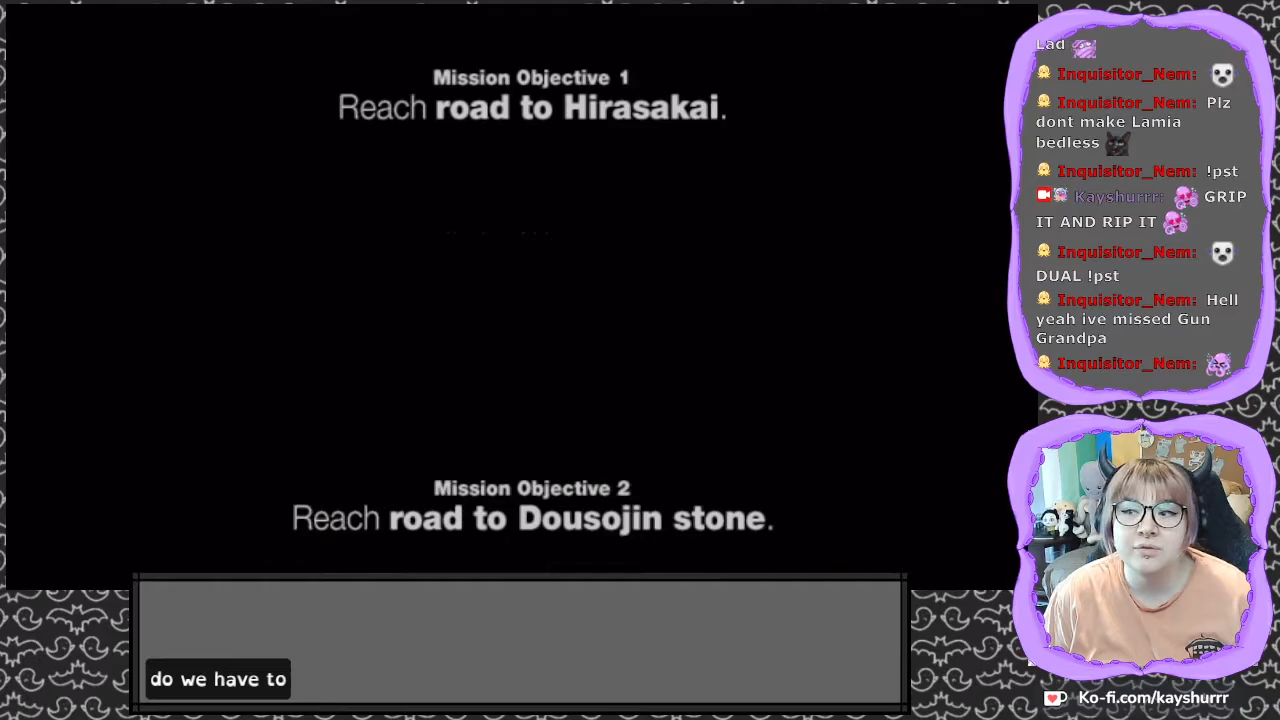 Mission Objective 1
Reach road to Hirasakai.
Mission Objective 2
Reach road to Dousojin stone.
do we have to
Lad
Inquisitor_Nem:
Inquisitor_Nem: Plz
dont make Lamia
bedless
Inquisitor_Nem: !pst
Kayshurrr: GRIP
IT AND RIP IT
Inquisitor_Nem:
DUAL !pst
Inquisitor_Nem: Hell
yeah ive missed Gun
Grandpa
Inquisitor_Nem:
Ko-fi.com/kayshurrr